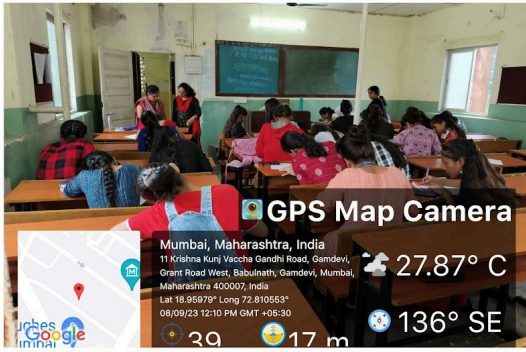 GPS Map Camera
Mumbai, Maharashtra, India
11 Krishna Kunj Vaccha Gandhi Road, Gamdevi,
Grant Road West, Babulnath, Gamdevi, Mumbai,
Maharashtra 400007, India
Lat 18.95979° Long 72.810553°
08/09/23 12:10 PM GMT +05:30
27.87° C
39
17 m
136° SE
Google